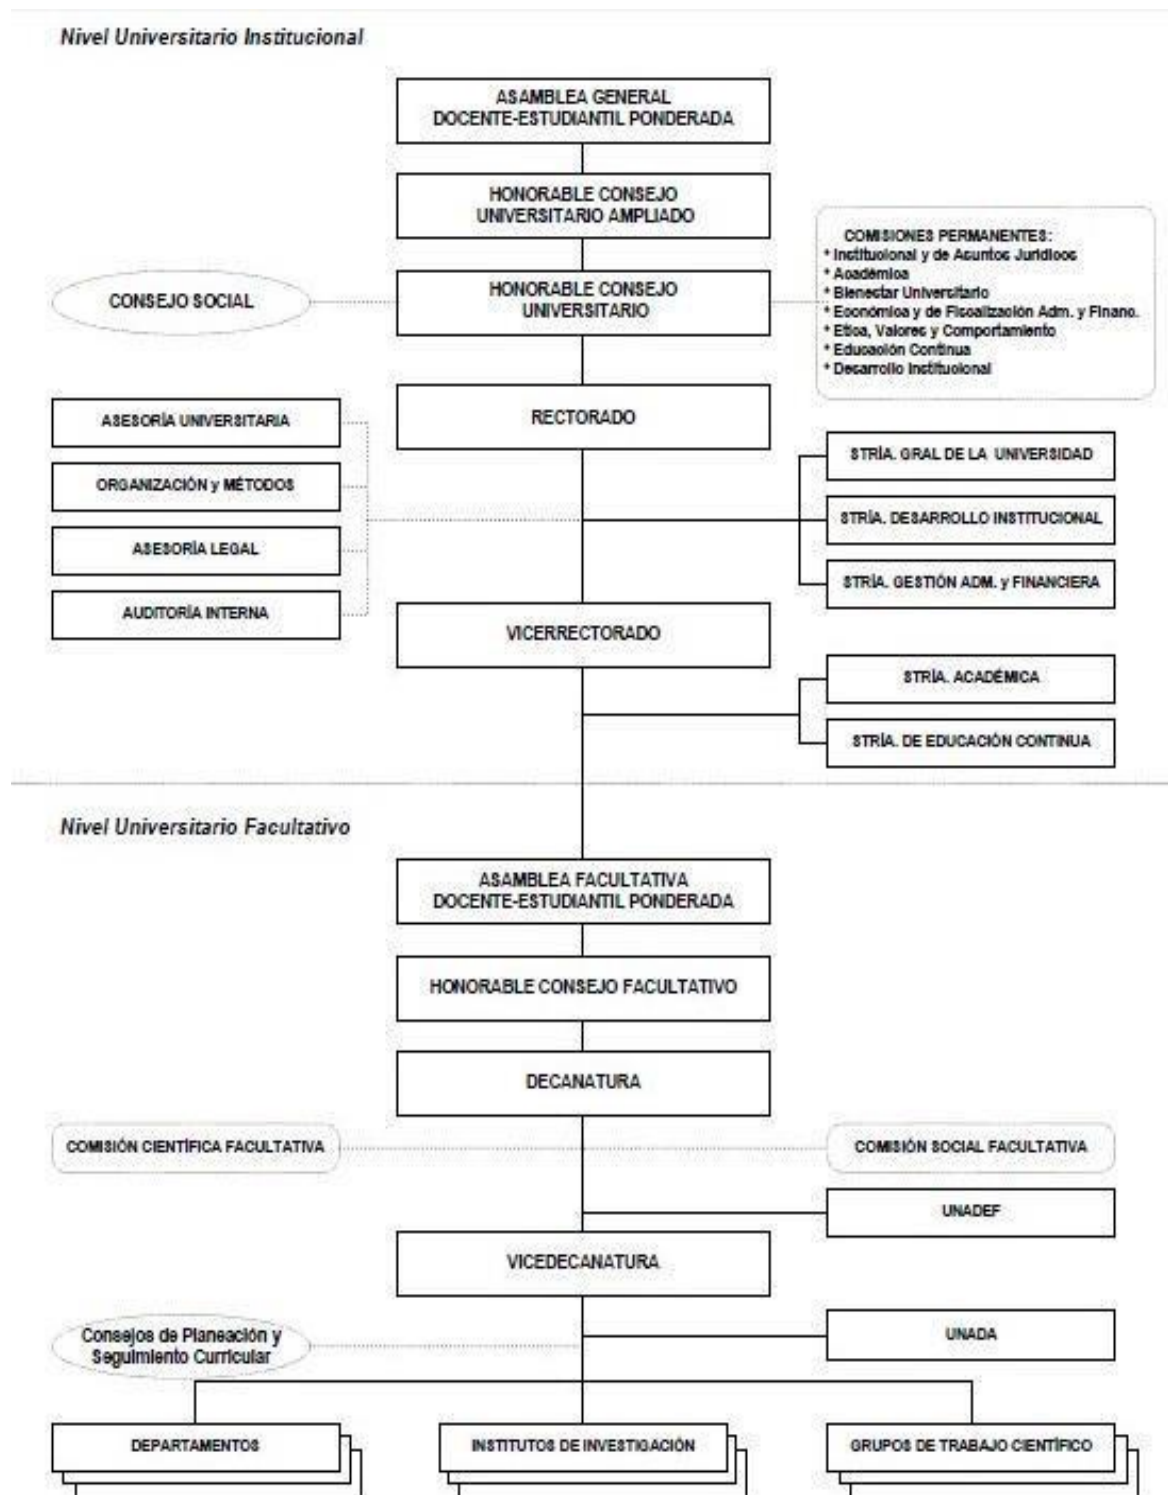 Nivel Universitario Institucional
ASAMBLEA GENERAL
DOCENTE-ESTUDIANTIL PONDERADA
HONORABLE CONSEJO
UNIVERSITARIO AMPLIADO
COMISIONES PERMANENTES:
* Institucional y de Asuntos Jurídicos
* Académica
* Bienestar Universitario
* Económica y de Fiscalización Adm. y Financ.
* Etica, Valores y Comportamiento
* Educación Continua
* Desarrollo Institucional
CONSEJO SOCIAL
HONORABLE CONSEJO
UNIVERSITARIO
RECTORADO
ASESORÍA UNIVERSITARIA
ORGANIZACIÓN y MÉTODOS
ASESORÍA LEGAL
AUDITORÍA INTERNA
STRÍA. GRAL DE LA UNIVERSIDAD
STRÍA. DESARROLLO INSTITUCIONAL
STRÍA. GESTIÓN ADM. y FINANCIERA
VICERRECTORADO
STRÍA. ACADÉMICA
STRÍA. DE EDUCACIÓN CONTINUA
Nivel Universitario Facultativo
ASAMBLEA FACULTATIVA
DOCENTE-ESTUDIANTIL PONDERADA
HONORABLE CONSEJO FACULTATIVO
DECANATURA
COMISIÓN CIENTÍFICA FACULTATIVA
COMISIÓN SOCIAL FACULTATIVA
UNADEF
VICEDECANATURA
Consejos de Planeación y
Seguimiento Curricular
UNADA
DEPARTAMENTOS
INSTITUTOS DE INVESTIGACIÓN
GRUPOS DE TRABAJO CIENTÍFICO